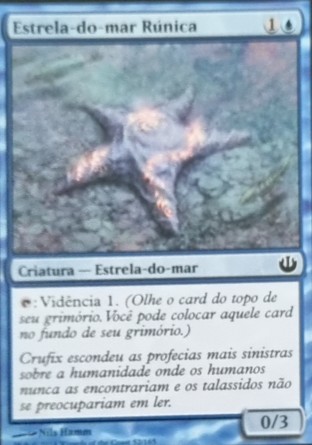 Estrela-do-mar Rúnica 1
Criatura — Estrela-do-mar
: Vidência 1. (Olhe o card do topo de
seu grimório. Você pode colocar aquele card
no fundo de seu grimório.)
Crufix escondeu as profecias mais sinistras
sobre a humanidade onde os humanos
nunca as encontrariam e os talassidos não
se preocupariam em ler.
Nils Hamm
0/3